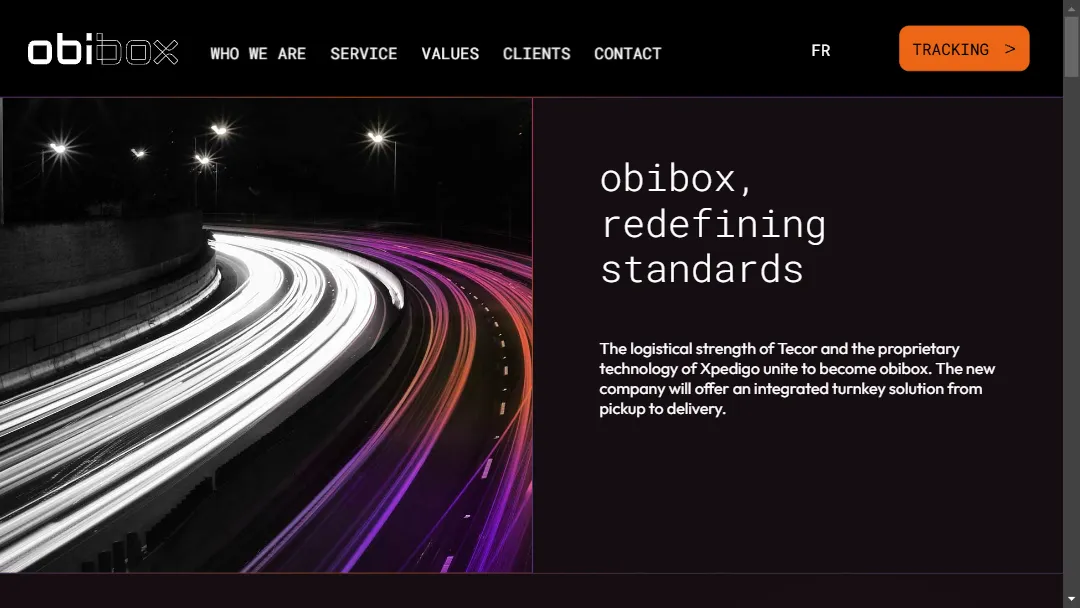 obibox
WHO WE ARE SERVICE VALUES CLIENTS CONTACT
FR
TRACKING >
obibox,
redefining
standards
The logistical strength of Tecor and the proprietary
technology of Xpedigo unite to become obibox. The new
company will offer an integrated turnkey solution from
pickup to delivery.